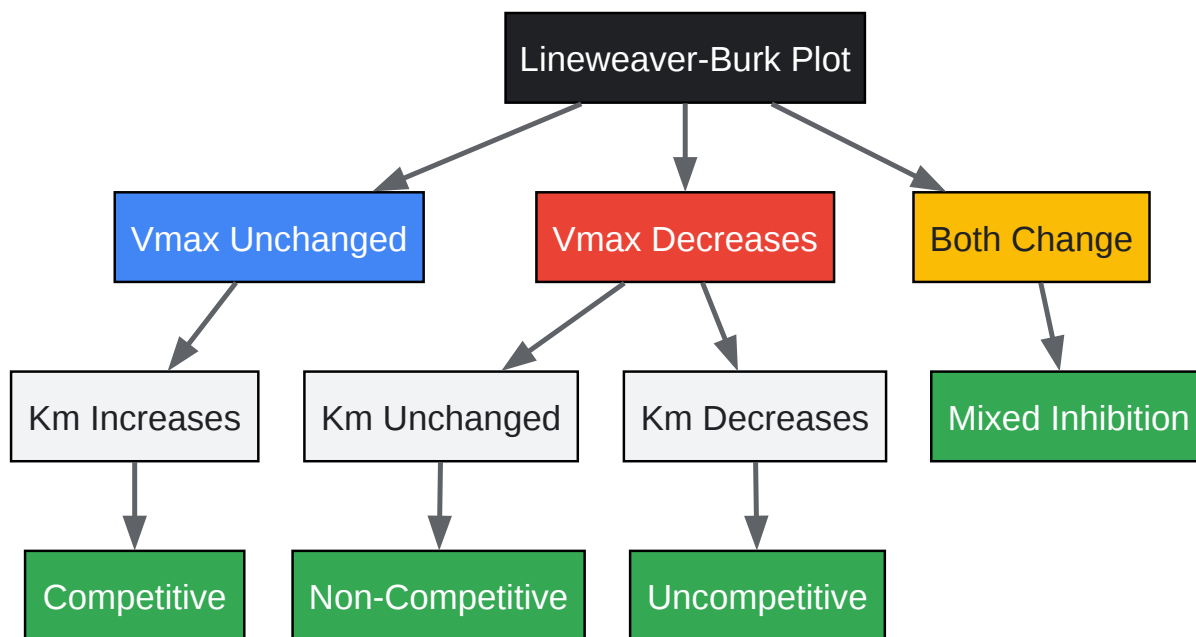 Lineweaver-Burk Plot
Vmax Unchanged
Vmax Decreases
Both Change
Km Increases
Km Unchanged
Km Decreases
Mixed Inhibition
Competitive
Non-Competitive
Uncompetitive